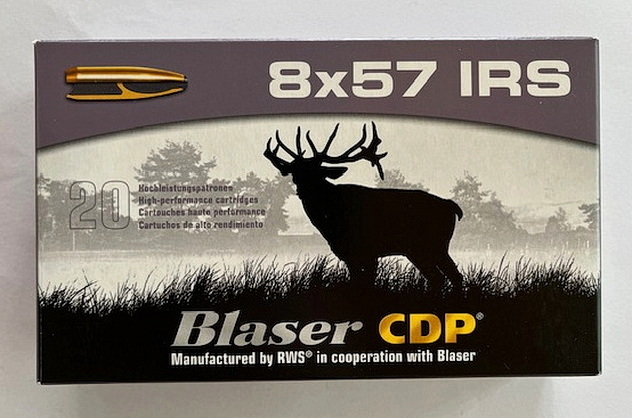 8x57 IRS
20
Hochleistungspatronen
High-performance cartridges
Cartouches haute performance
Cartuchos de alto rendimiento
Blaser CDP®
Manufactured by RWS® in cooperation with Blaser